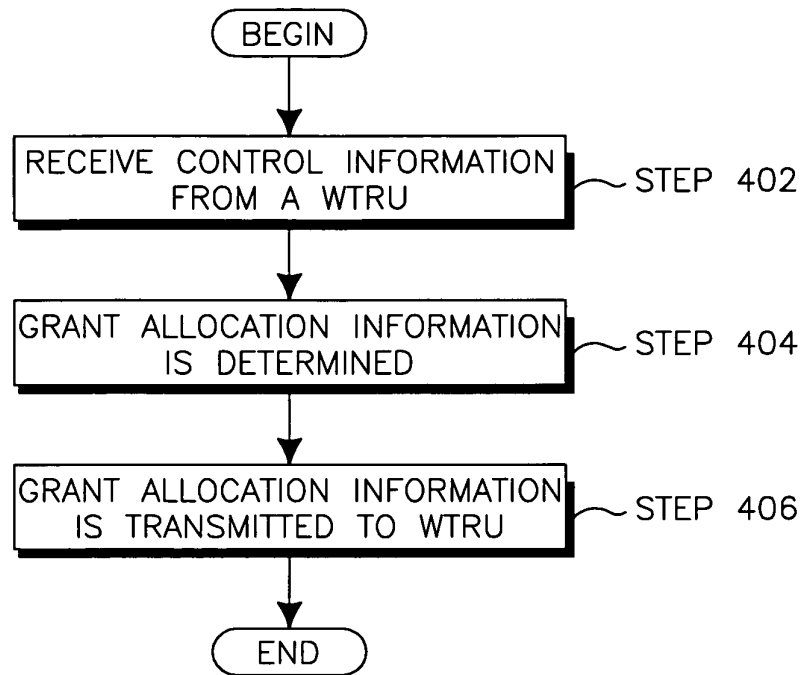 BEGIN
RECEIVE CONTROL INFORMATION
FROM A WTRU
STEP 402
GRANT ALLOCATION INFORMATION
IS DETERMINED
STEP 404
GRANT ALLOCATION INFORMATION
IS TRANSMITTED TO WTRU
STEP 406
END